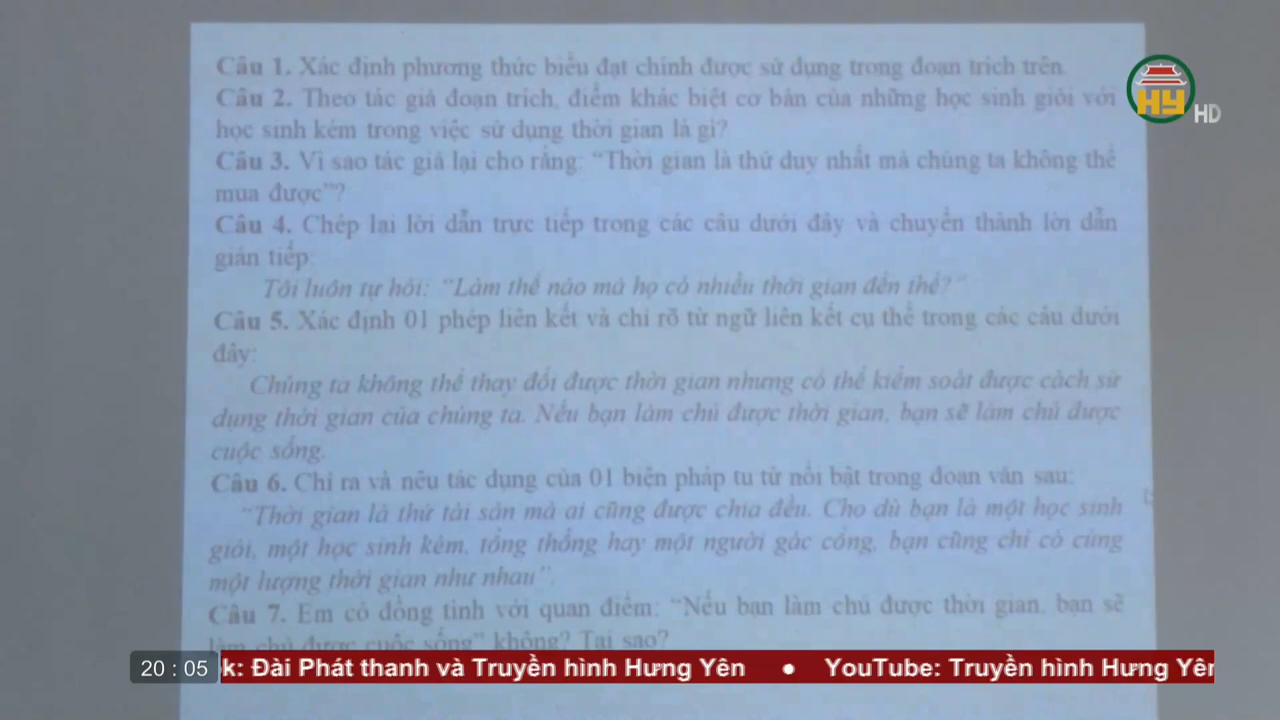 Câu 1. Xác định phương thức biểu đạt chính được sử dụng trong đoạn trích trên.
Câu 2. Theo tác giả đoạn trích, điểm khác biệt cơ bản của những học sinh giỏi với
học sinh kém trong việc sử dụng thời gian là gì?
Câu 3. Vì sao tác giả lại cho rằng: "Thời gian là thứ duy nhất mà chúng ta không thể
mua được"?
Câu 4. Chép lại lời dẫn trực tiếp trong các câu dưới đây và chuyển thành lời dẫn
gián tiếp:
Tôi luôn tự hỏi: "Làm thế nào mà họ có nhiều thời gian đến thế?"
Câu 5. Xác định 01 phép liên kết và chỉ rõ từ ngữ liên kết cụ thể trong các câu dưới
đây:
Chúng ta không thể thay đổi được thời gian nhưng có thể kiểm soát được cách sử
dụng thời gian của chúng ta. Nếu bạn làm chủ được thời gian, bạn sẽ làm chủ được
cuộc sống.
Câu 6. Chỉ ra và nêu tác dụng của 01 biện pháp tu từ nổi bật trong đoạn văn sau:
"Thời gian là thứ tài sản mà ai cũng được chia đều. Cho dù bạn là một học sinh
giỏi, một học sinh kém, tổng thống hay một người gác cổng, bạn cũng chỉ có cùng
một lượng thời gian như nhau".
Câu 7. Em có đồng tình với quan điểm: "Nếu bạn làm chủ được thời gian, bạn sẽ
làm chủ được cuộc sống" không? Tại sao?
HY HD
20 : 05 k: Đài Phát thanh và Truyền hình Hưng Yên ● YouTube: Truyền hình Hưng Yên